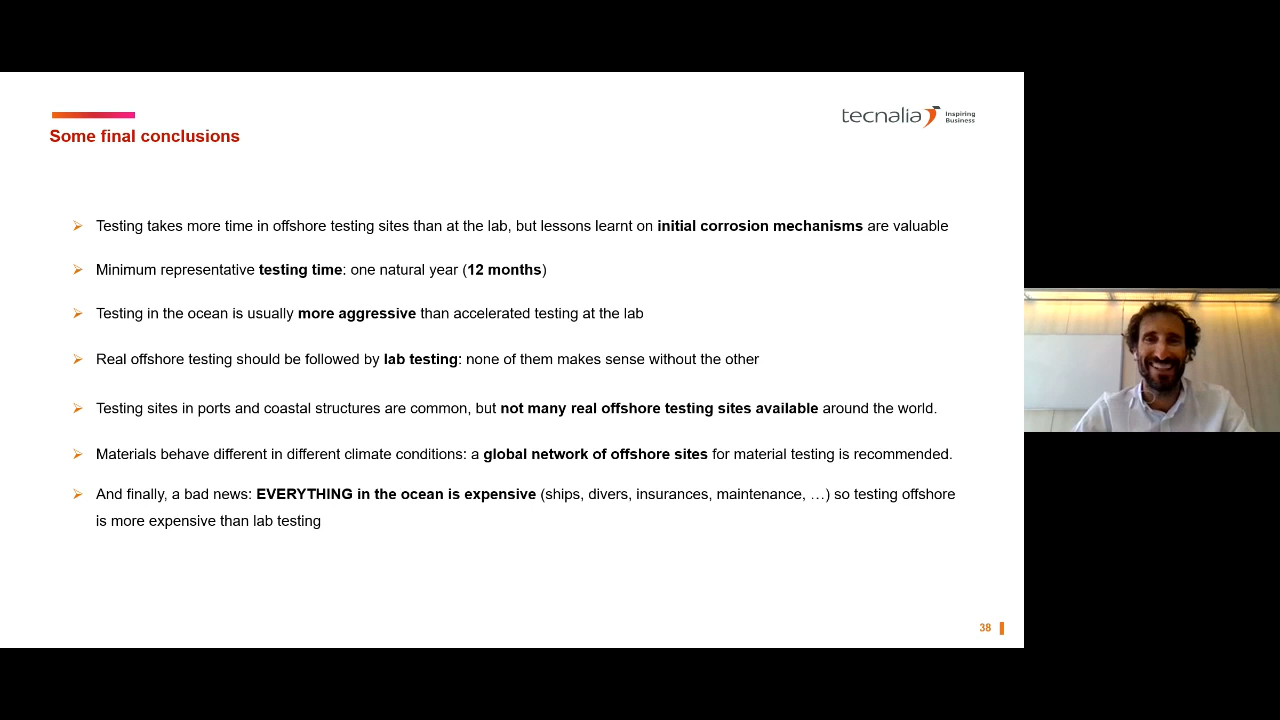 tecnalia Inspiring Business
Some final conclusions
Testing takes more time in offshore testing sites than at the lab, but lessons learnt on initial corrosion mechanisms are valuable
Minimum representative testing time: one natural year (12 months)
Testing in the ocean is usually more aggressive than accelerated testing at the lab
Real offshore testing should be followed by lab testing: none of them makes sense without the other
Testing sites in ports and coastal structures are common, but not many real offshore testing sites available around the world.
Materials behave different in different climate conditions: a global network of offshore sites for material testing is recommended.
And finally, a bad news: EVERYTHING in the ocean is expensive (ships, divers, insurances, maintenance, …) so testing offshore
is more expensive than lab testing
38